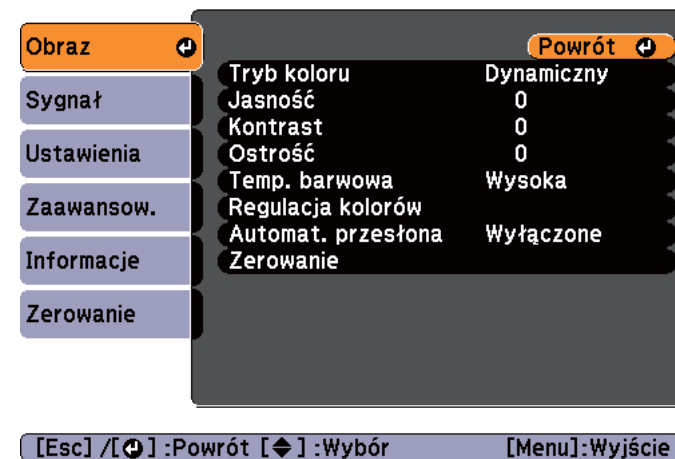 Obraz
Sygnał
Ustawienia
Zaawansow.
Informacje
Zerowanie
Powrót
Tryb koloru Dynamiczny
Jasność 0
Kontrast 0
Ostrość 0
Temp. barwowa Wysoka
Regulacja kolorów
Automat. przesłona Wyłączone
Zerowanie
[Esc] /[⏎] :Powrót [◆] :Wybór [Menu]:Wyjście